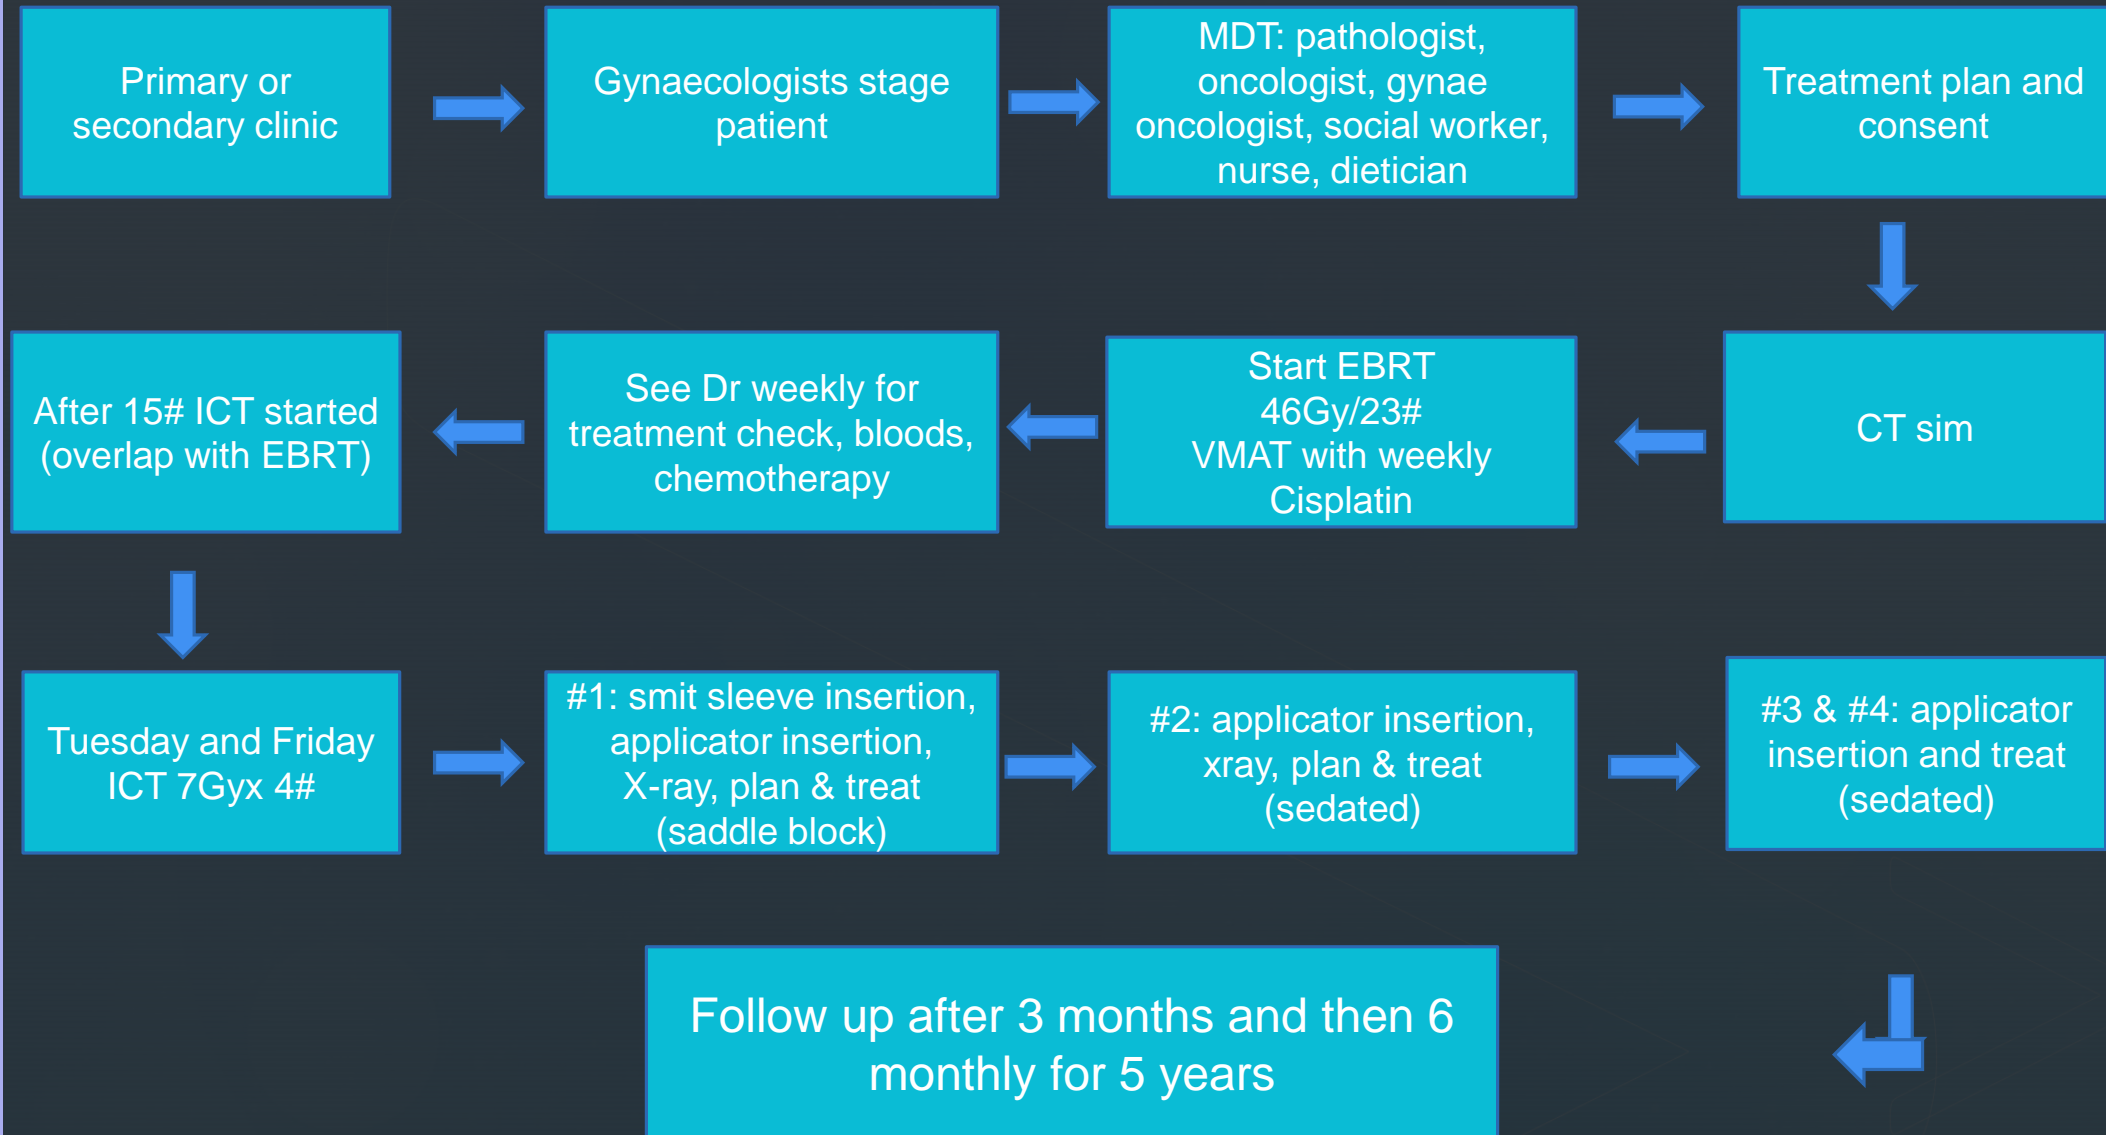 Primary or
secondary clinic
Gynaecologists stage
patient
MDT: pathologist,
oncologist, gynae
oncologist, social worker,
nurse, dietician
Treatment plan and
consent
CT sim
Start EBRT
46Gy/23#
VMAT with weekly
Cisplatin
See Dr weekly for
treatment check, bloods,
chemotherapy
After 15# ICT started
(overlap with EBRT)
Tuesday and Friday
ICT 7Gyx 4#
#1: smit sleeve insertion,
applicator insertion,
X-ray, plan & treat
(saddle block)
#2: applicator insertion,
xray, plan & treat
(sedated)
#3 & #4: applicator
insertion and treat
(sedated)
Follow up after 3 months and then 6
monthly for 5 years